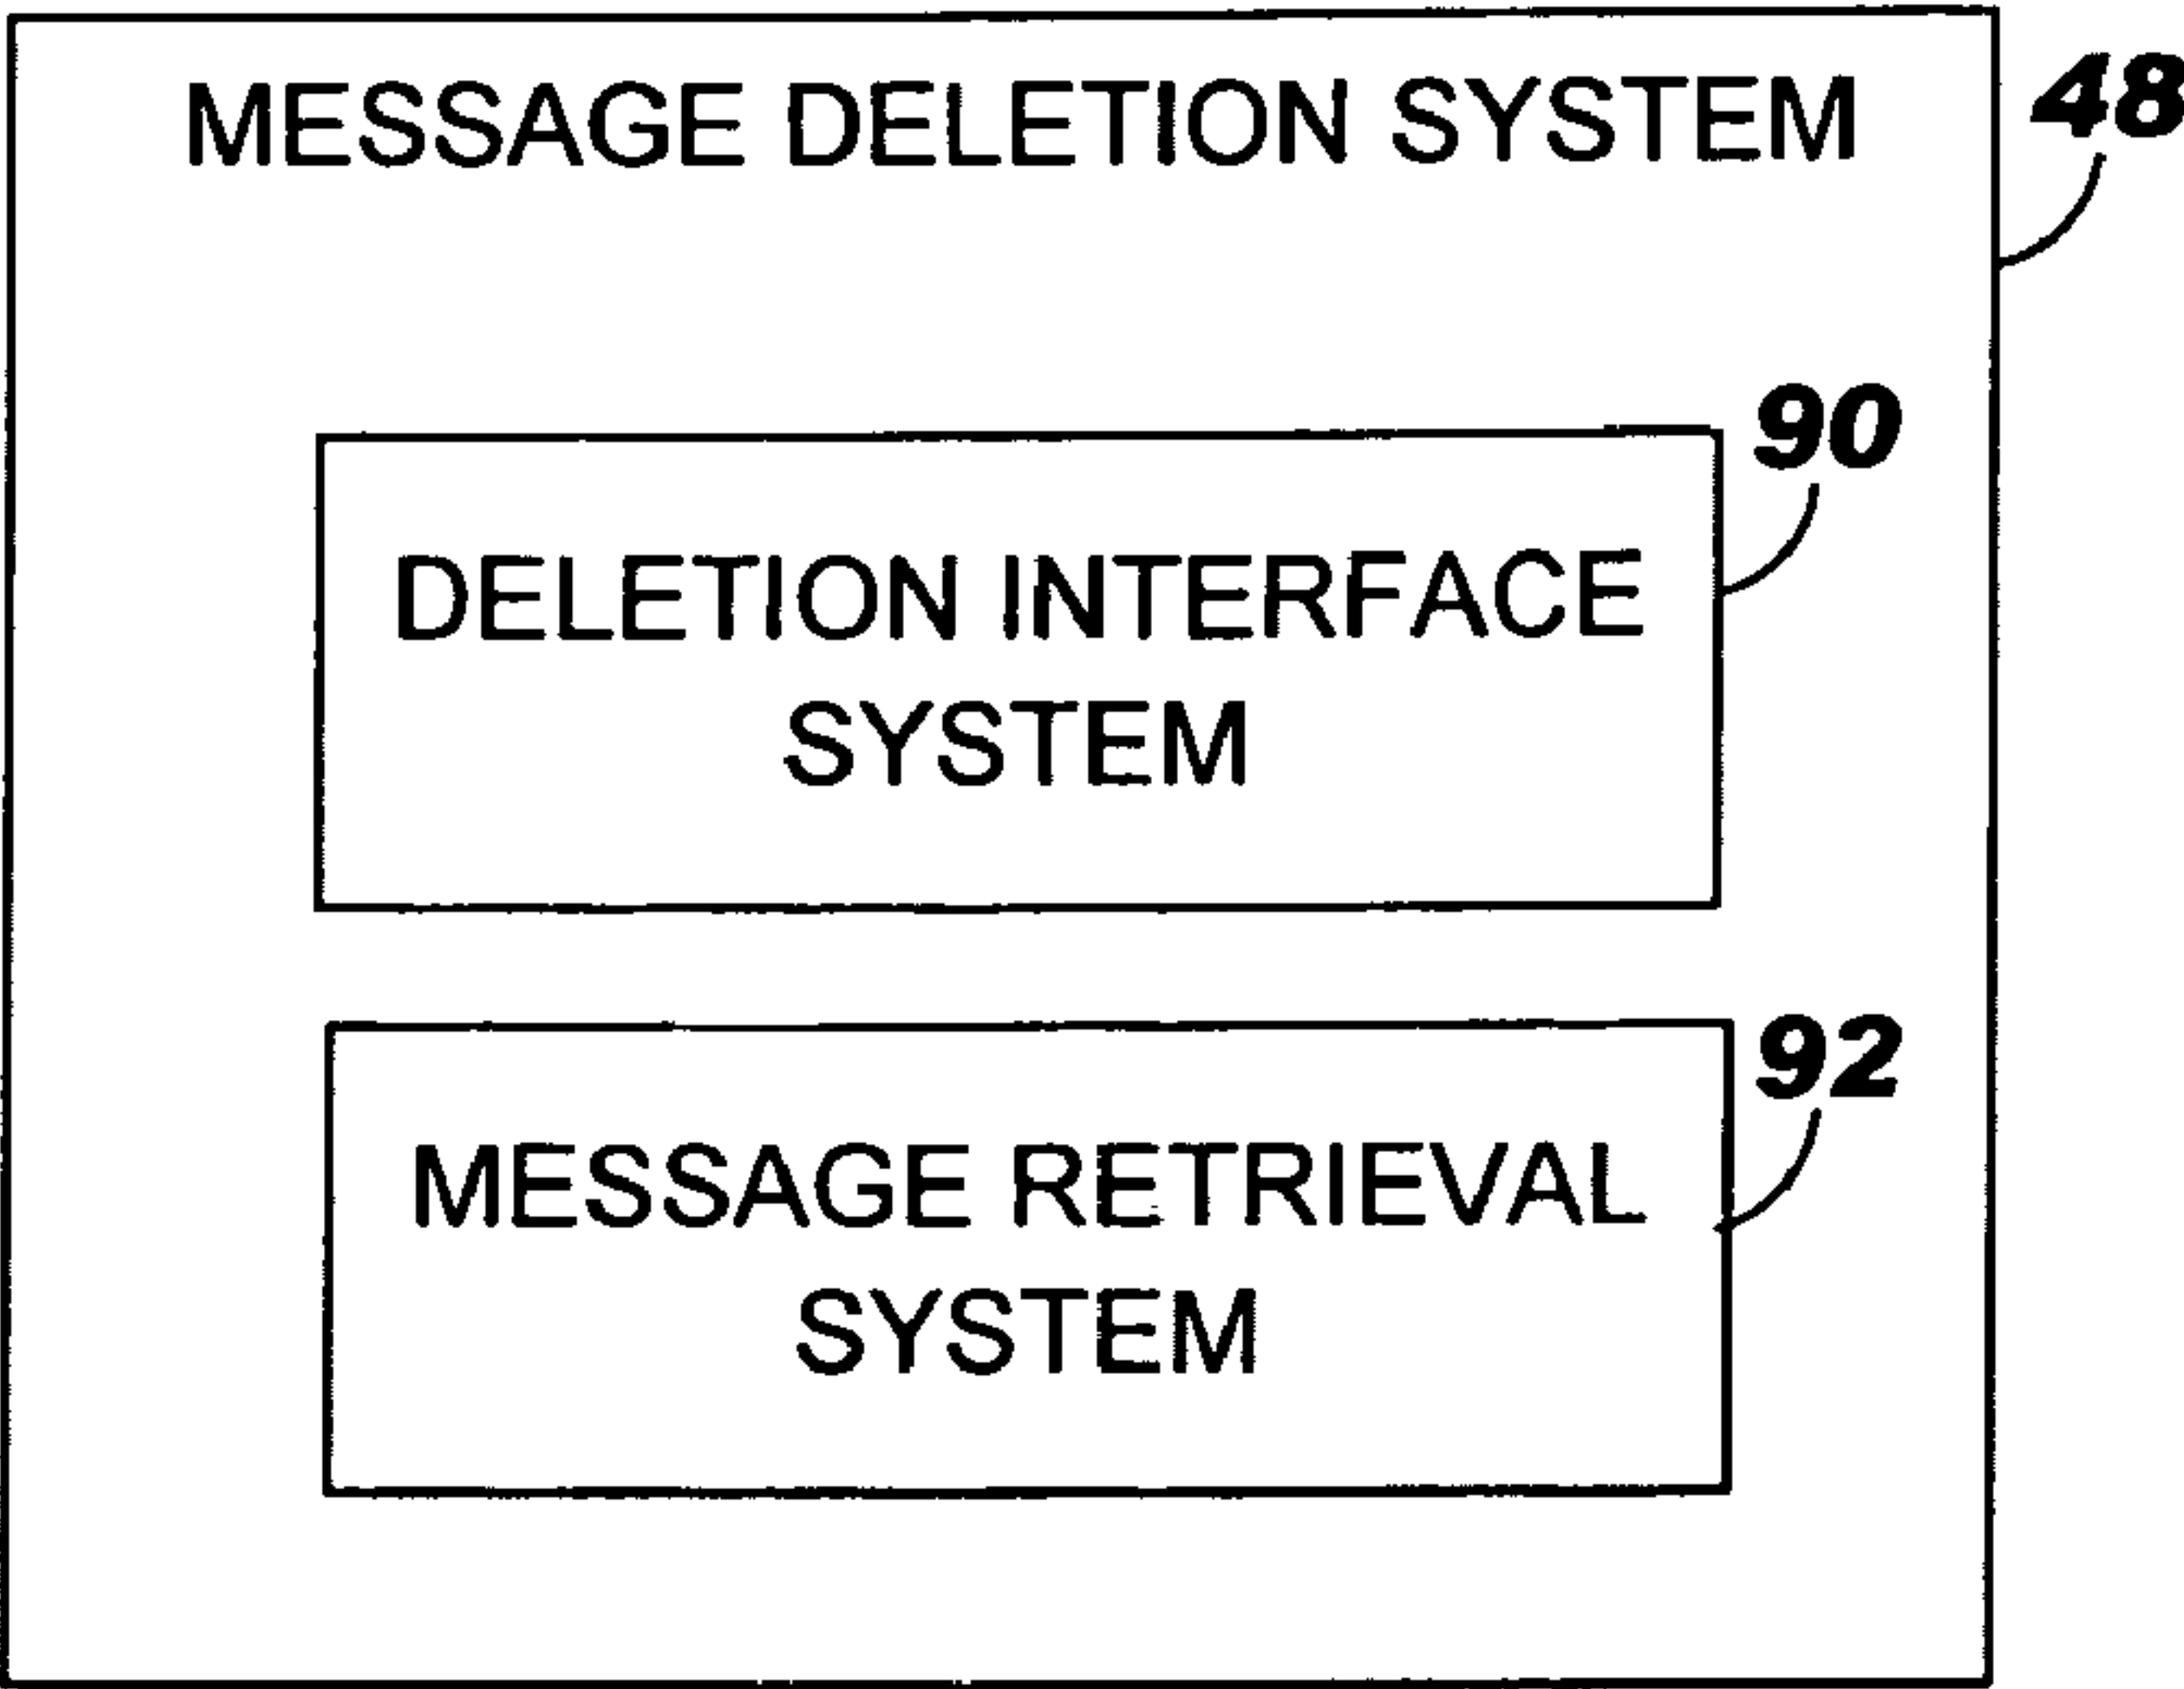 MESSAGE DELETION SYSTEM
48
90
DELETION INTERFACE
SYSTEM
92
MESSAGE RETRIEVAL
SYSTEM